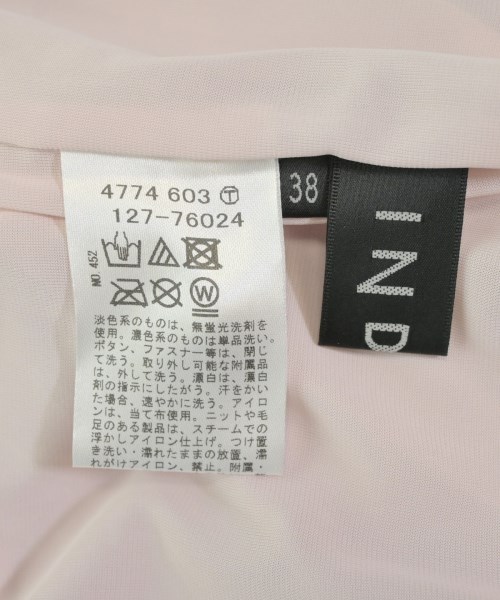 4774 603 Ⓣ
127-76024
NO.452
W
淡色系のものは、無蛍光洗剤を
使用。濃色系のものは単品洗い。
ボタン、ファスナー等は、閉じ
て洗う。取り外し可能な付属品
は、外して洗う。漂白は、漂白
剤の指示にしたがう。汗をかい
た場合、速やかに洗う。アイロ
ンは、当て布使用。ニットや毛
足のある製品は、スチームでの
浮かしアイロン仕上げ。つけ置
き洗い・濡れたままの放置、濡
れがけアイロン、禁止。附属・
38
IND